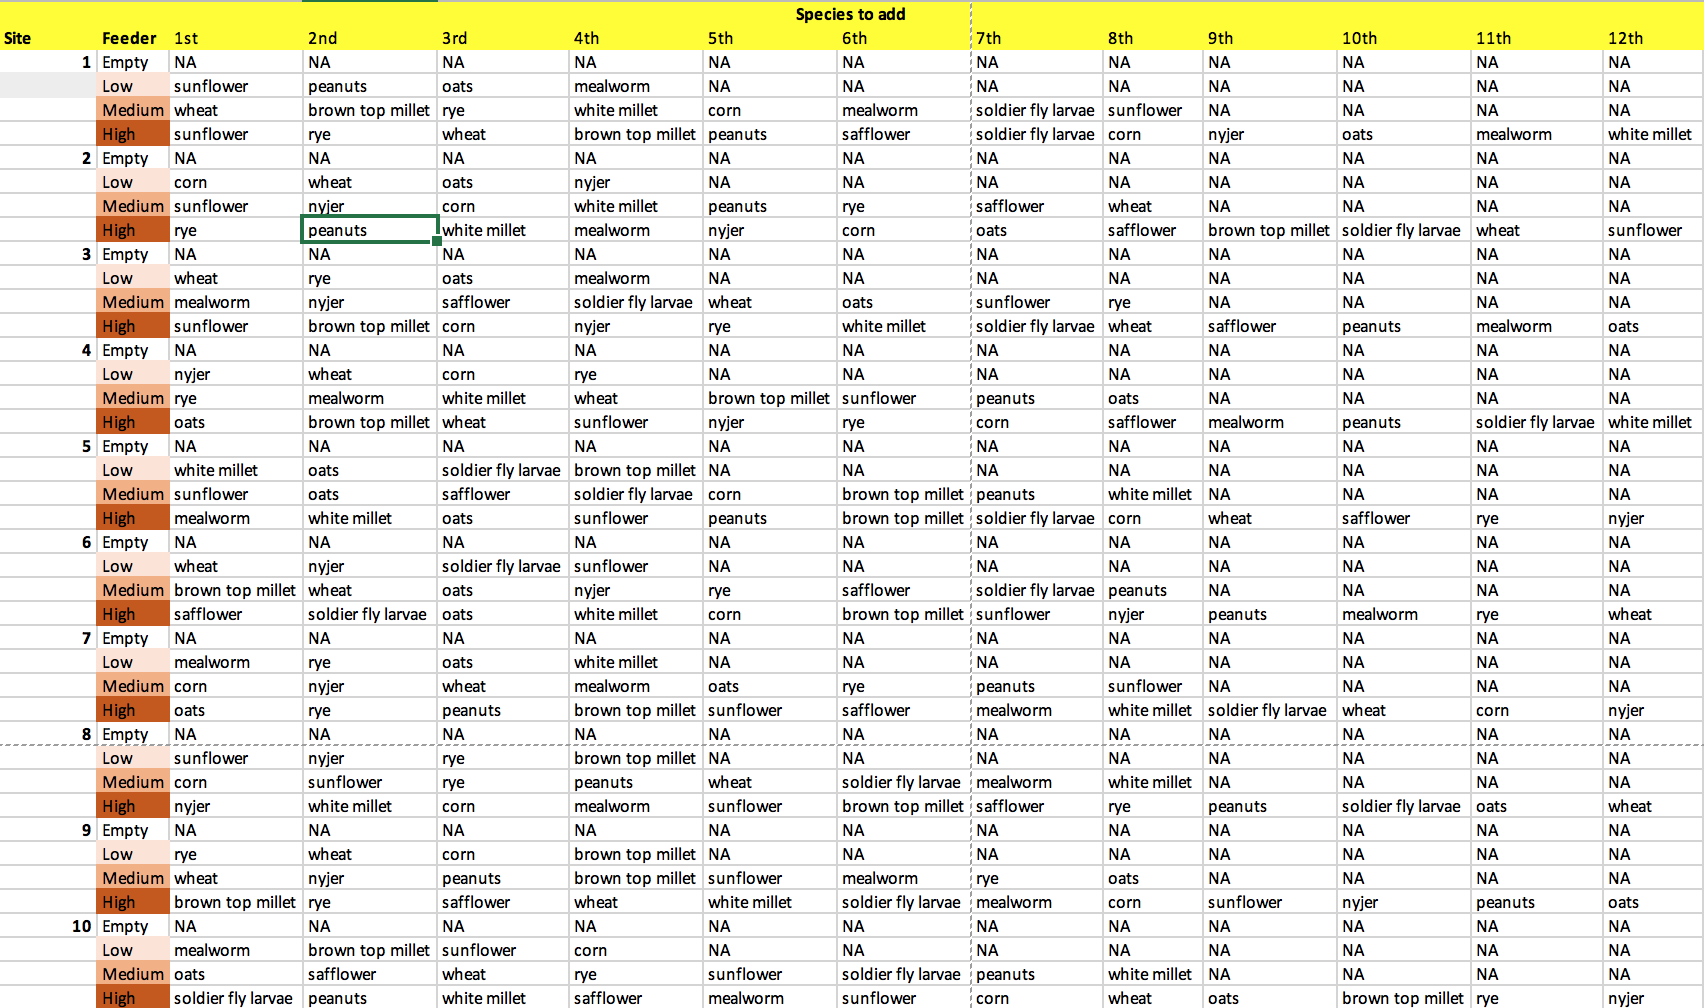 Species to add
Site Feeder 1st 2nd 3rd 4th 5th 6th 7th 8th 9th 10th 11th 12th
1 Empty NA NA NA NA NA NA NA NA NA NA NA NA
Low sunflower peanuts oats mealworm NA NA NA NA NA NA NA NA
Medium wheat brown top millet rye white millet corn mealworm soldier fly larvae sunflower NA NA NA NA
High sunflower rye wheat brown top millet peanuts safflower soldier fly larvae corn nyjer oats mealworm white millet
2 Empty NA NA NA NA NA NA NA NA NA NA NA NA
Low corn wheat oats nyjer NA NA NA NA NA NA NA NA
Medium sunflower nyjer corn white millet peanuts rye safflower wheat NA NA NA NA
High rye peanuts white millet mealworm nyjer corn oats safflower brown top millet soldier fly larvae wheat sunflower
3 Empty NA NA NA NA NA NA NA NA NA NA NA NA
Low wheat rye oats mealworm NA NA NA NA NA NA NA NA
Medium mealworm nyjer safflower soldier fly larvae wheat oats sunflower rye NA NA NA NA
High sunflower brown top millet corn nyjer rye white millet soldier fly larvae wheat safflower peanuts mealworm oats
4 Empty NA NA NA NA NA NA NA NA NA NA NA NA
Low nyjer wheat corn rye NA NA NA NA NA NA NA NA
Medium rye mealworm white millet wheat brown top millet sunflower peanuts oats NA NA NA NA
High oats brown top millet wheat sunflower nyjer rye corn safflower mealworm peanuts soldier fly larvae white millet
5 Empty NA NA NA NA NA NA NA NA NA NA NA NA
Low white millet oats soldier fly larvae brown top millet NA NA NA NA NA NA NA NA
Medium sunflower oats safflower soldier fly larvae corn brown top millet peanuts white millet NA NA NA NA
High mealworm white millet oats sunflower peanuts brown top millet soldier fly larvae corn wheat safflower rye nyjer
6 Empty NA NA NA NA NA NA NA NA NA NA NA NA
Low wheat nyjer soldier fly larvae sunflower NA NA NA NA NA NA NA NA
Medium brown top millet wheat oats nyjer rye safflower soldier fly larvae peanuts NA NA NA NA
High safflower soldier fly larvae oats white millet corn brown top millet sunflower nyjer peanuts mealworm rye wheat
7 Empty NA NA NA NA NA NA NA NA NA NA NA NA
Low mealworm rye oats white millet NA NA NA NA NA NA NA NA
Medium corn nyjer wheat mealworm oats rye peanuts sunflower NA NA NA NA
High oats rye peanuts brown top millet sunflower safflower mealworm white millet soldier fly larvae wheat corn nyjer
8 Empty NA NA NA NA NA NA NA NA NA NA NA NA
Low sunflower nyjer rye brown top millet NA NA NA NA NA NA NA NA
Medium corn sunflower rye peanuts wheat soldier fly larvae mealworm white millet NA NA NA NA
High nyjer white millet corn mealworm sunflower brown top millet safflower rye peanuts soldier fly larvae oats wheat
9 Empty NA NA NA NA NA NA NA NA NA NA NA NA
Low rye wheat corn brown top millet NA NA NA NA NA NA NA NA
Medium wheat nyjer peanuts brown top millet sunflower mealworm rye oats NA NA NA NA
High brown top millet rye safflower wheat white millet soldier fly larvae mealworm corn sunflower nyjer peanuts oats
10 Empty NA NA NA NA NA NA NA NA NA NA NA NA
Low mealworm brown top millet sunflower corn NA NA NA NA NA NA NA NA
Medium oats safflower wheat rye sunflower soldier fly larvae peanuts white millet NA NA NA NA
High soldier fly larvae peanuts white millet safflower mealworm sunflower corn wheat oats brown top millet rye nyjer